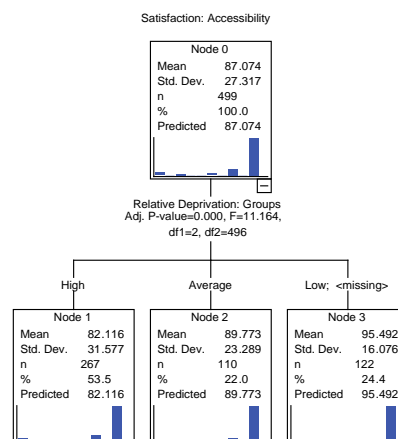 Satisfaction: Accessibility
Node 0
Mean 87.074
Std. Dev. 27.317
n 499
% 100.0
Predicted 87.074
Relative Deprivation: Groups
Adj. P-value=0.000, F=11.164,
df1=2, df2=496
High
Node 1
Mean 82.116
Std. Dev. 31.577
n 267
% 53.5
Predicted 82.116
Average
Node 2
Mean 89.773
Std. Dev. 23.289
n 110
% 22.0
Predicted 89.773
Low; <missing>
Node 3
Mean 95.492
Std. Dev. 16.076
n 122
% 24.4
Predicted 95.492